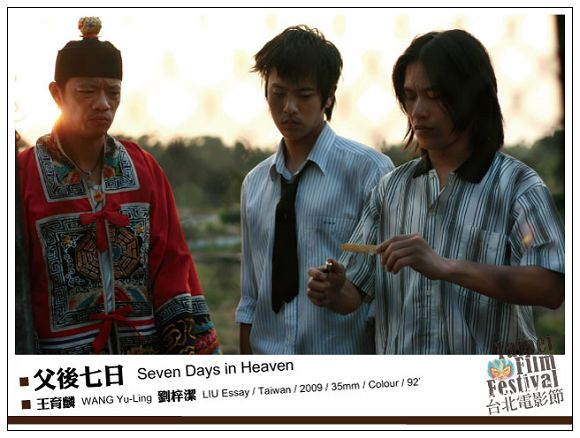 父後七日 Seven Days in Heaven
王育麟 WANG Yu-Ling 劉梓潔 LIU Essay / Taiwan / 2009 / 35mm / Colour / 92'
Taipei
Film
Festival
台北電影節